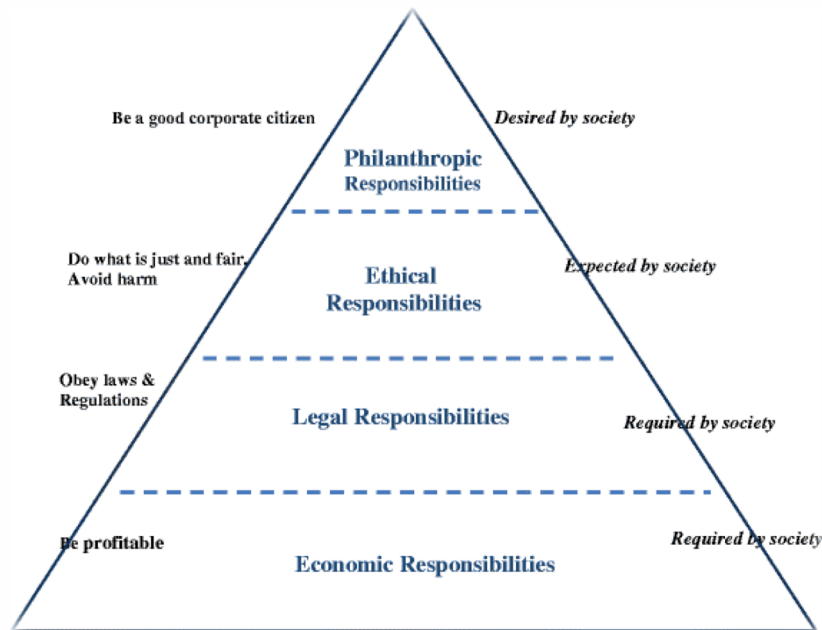 Be a good corporate citizen
Desired by society
Philanthropic
Responsibilities
Do what is just and fair,
Avoid harm
Expected by society
Ethical
Responsibilities
Obey laws &
Regulations
Legal Responsibilities
Required by society
Be profitable
Required by society
Economic Responsibilities